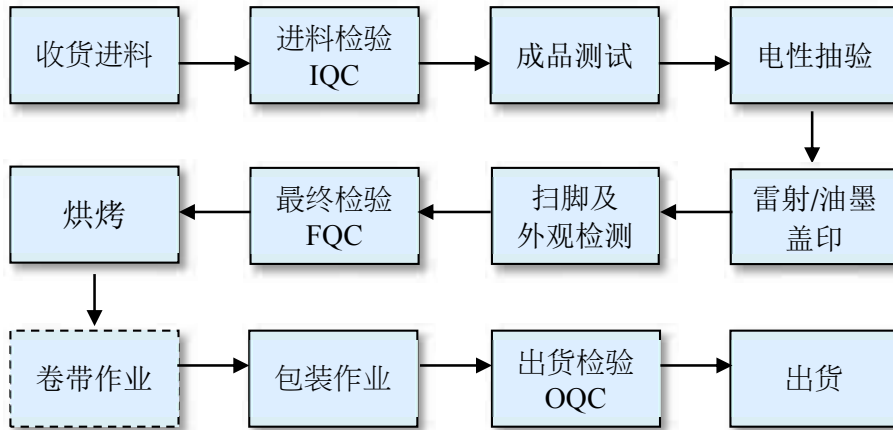 收货进料
进料检验
IQC
成品测试
电性抽验
雷射/油墨
盖印
扫脚及
外观检测
最终检验
FQC
烘烤
卷带作业
包装作业
出货检验
OQC
出货